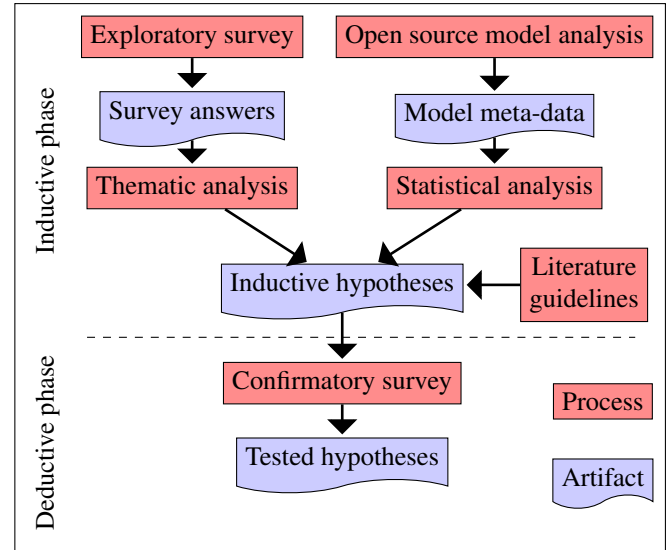 Exploratory survey
Open source model analysis
Survey answers
Model meta-data
Thematic analysis
Statistical analysis
Inductive phase
Inductive hypotheses
Literature
guidelines
Confirmatory survey
Process
Tested hypotheses
Artifact
Deductive phase